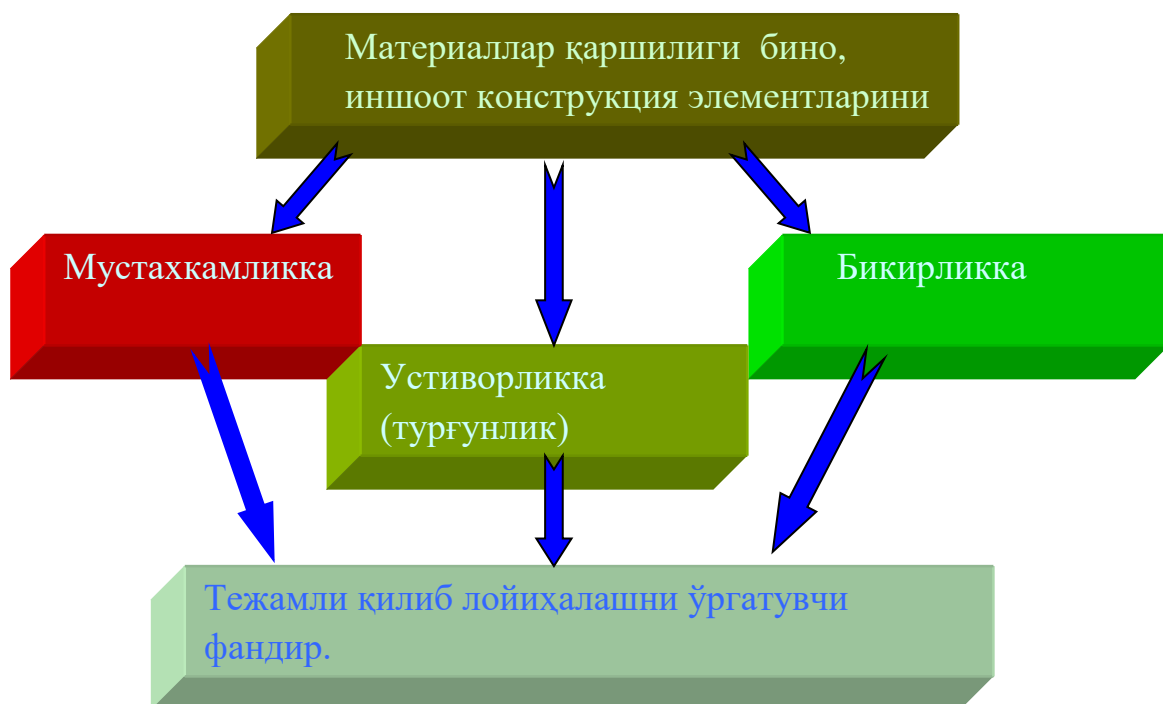 Материаллар қаршилиги бино,
иншоот конструкция элементларини
Мустахкамликка
Бикирликка
Устиворликка
(турғунлик)
Тежамли қилиб лойиҳалашни ўргатувчи
фандир.